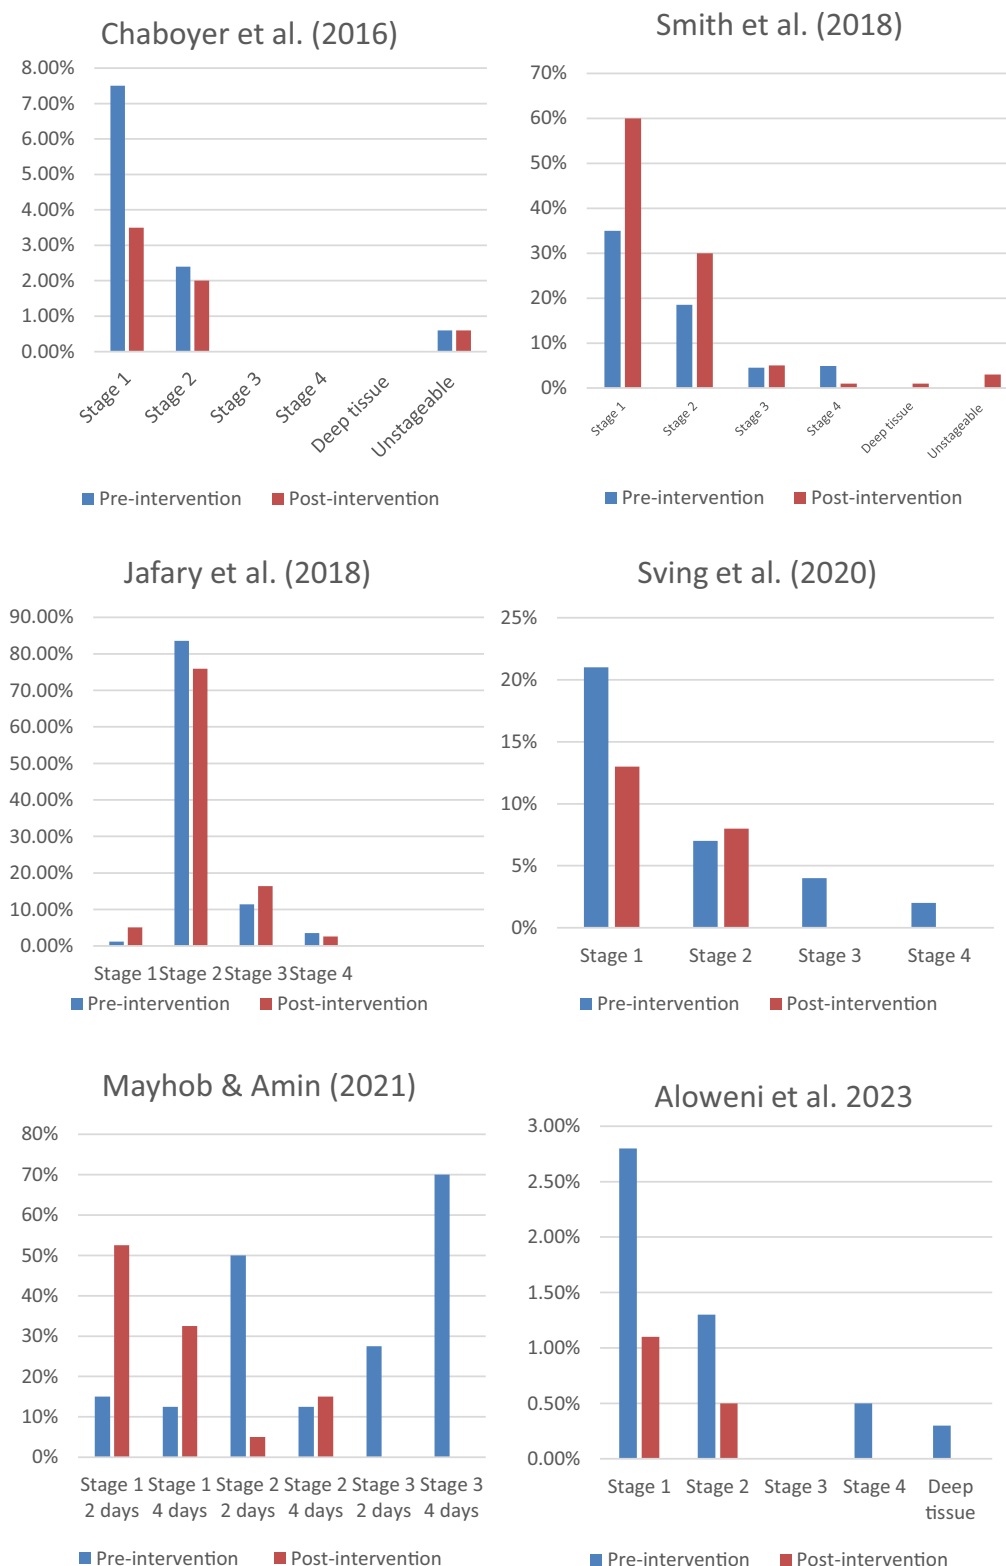 Chaboyer et al. (2016)
8.00%
7.00%
6.00%
5.00%
4.00%
3.00%
2.00%
1.00%
0.00%
Stage 1
Stage 2
Stage 3
Stage 4
Deep tissue
Unstageable
Pre-intervention Post-intervention
Smith et al. (2018)
70%
60%
50%
40%
30%
20%
10%
0%
Stage 1
Stage 2
Stage 3
Stage 4
Deep tissue
Unstageable
Pre-intervention Post-intervention
Jafary et al. (2018)
90.00%
80.00%
70.00%
60.00%
50.00%
40.00%
30.00%
20.00%
10.00%
0.00%
Stage 1 Stage 2 Stage 3 Stage 4
Pre-intervention Post-intervention
Sving et al. (2020)
25%
20%
15%
10%
5%
0%
Stage 1 Stage 2 Stage 3 Stage 4
Pre-intervention Post-intervention
Mayhob & Amin (2021)
80%
70%
60%
50%
40%
30%
20%
10%
0%
Stage 1 Stage 1 Stage 2 Stage 2 Stage 3 Stage 3
2 days 4 days 2 days 4 days 2 days 4 days
Pre-intervention Post-intervention
Aloweni et al. 2023
3.00%
2.50%
2.00%
1.50%
1.00%
0.50%
0.00%
Stage 1 Stage 2 Stage 3 Stage 4 Deep
tissue
Pre-intervention Post-intervention